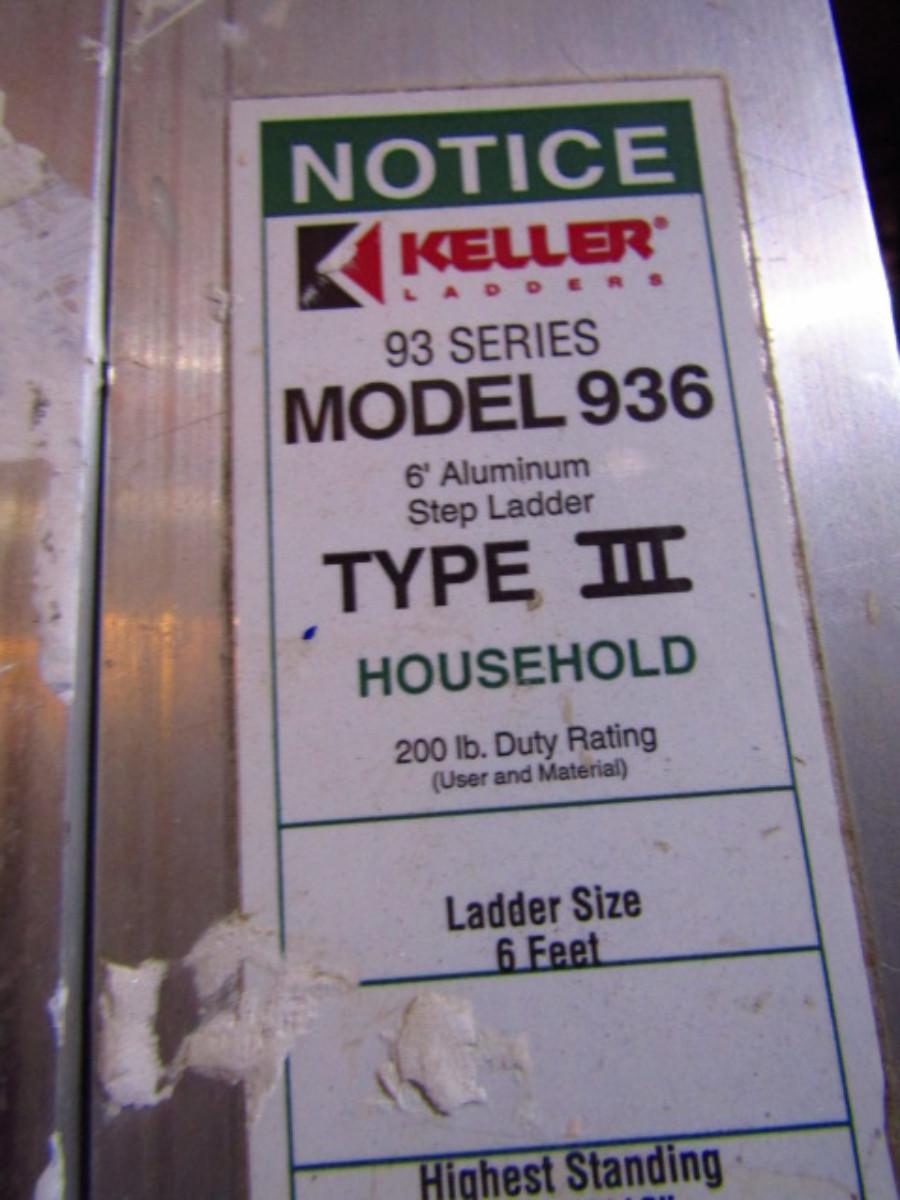 NOTICE
KELLER®
LADDERS
93 SERIES
MODEL 936
6' Aluminum
Step Ladder
TYPE III
HOUSEHOLD
200 lb. Duty Rating
(User and Material)
Ladder Size
6 Feet
Highest Standing